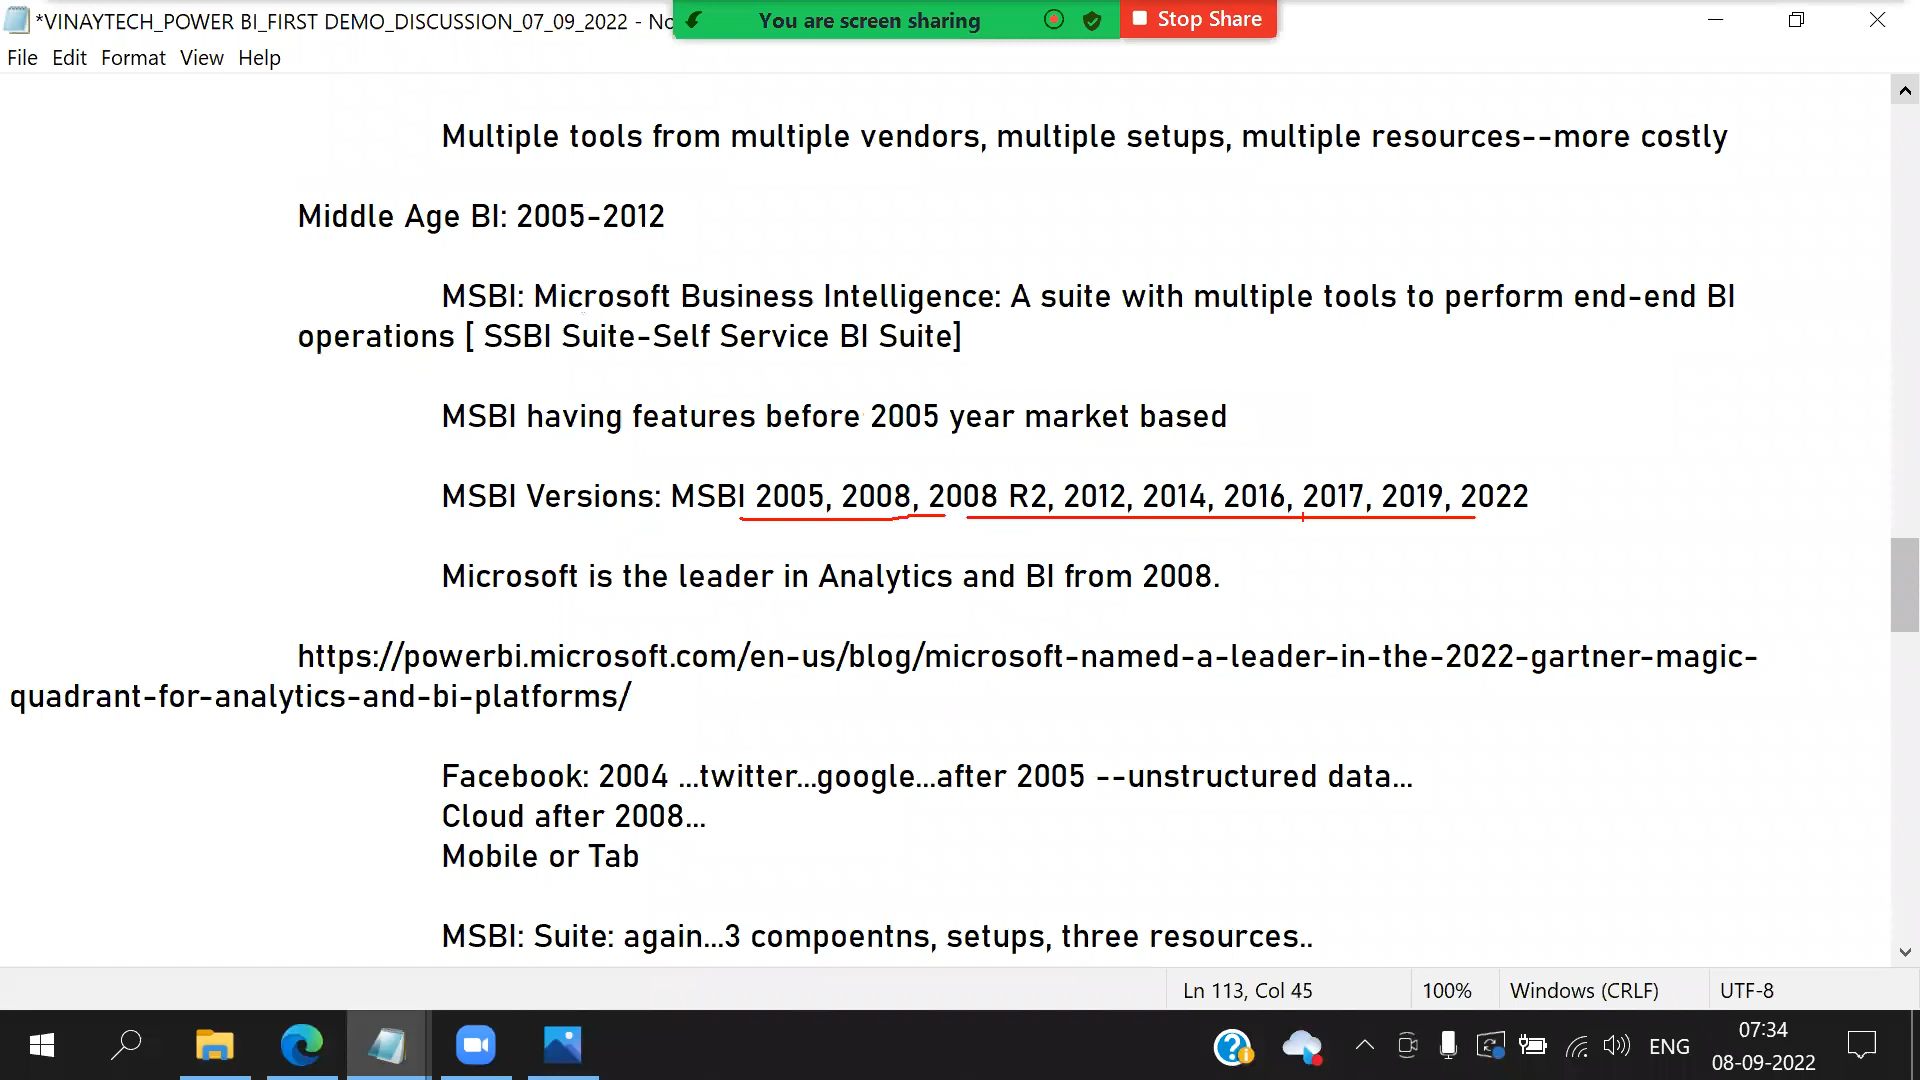 *VINAYTECH_POWER BI_FIRST DEMO_DISCUSSION_07_09_2022 - No
You are screen sharing
Stop Share
File Edit Format View Help
Multiple tools from multiple vendors, multiple setups, multiple resources--more costly
Middle Age BI: 2005-2012
MSBI: Microsoft Business Intelligence: A suite with multiple tools to perform end-end BI
operations [ SSBI Suite-Self Service BI Suite]
MSBI having features before 2005 year market based
MSBI Versions: MSBI 2005, 2008, 2008 R2, 2012, 2014, 2016, 2017, 2019, 2022
Microsoft is the leader in Analytics and BI from 2008.
https://powerbi.microsoft.com/en-us/blog/microsoft-named-a-leader-in-the-2022-gartner-magic-
quadrant-for-analytics-and-bi-platforms/
Facebook: 2004 ...twitter...google...after 2005 --unstructured data...
Cloud after 2008...
Mobile or Tab
MSBI: Suite: again...3 compoentns, setups, three resources..
Ln 113, Col 45
100%
Windows (CRLF)
UTF-8
ENG
07:34
08-09-2022